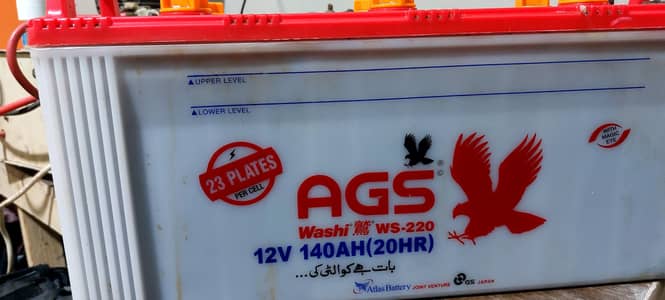 ▲UPPER LEVEL
▲LOWER LEVEL
WITH MAGIC EYE
23 PLATES
PER CELL
AGS ©
Washi 鷲 WS-220
12V 140AH(20HR)
بات ہے کوالٹی کی...
Atlas Battery JOINT VENTURE GS JAPAN